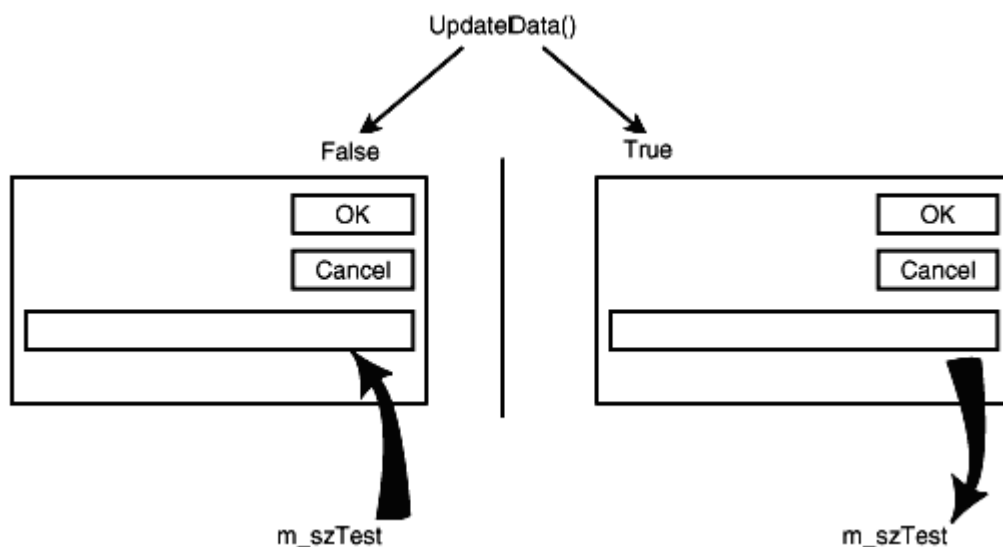 UpdateData()
False
True
OK
Cancel
OK
Cancel
m_szTest
m_szTest